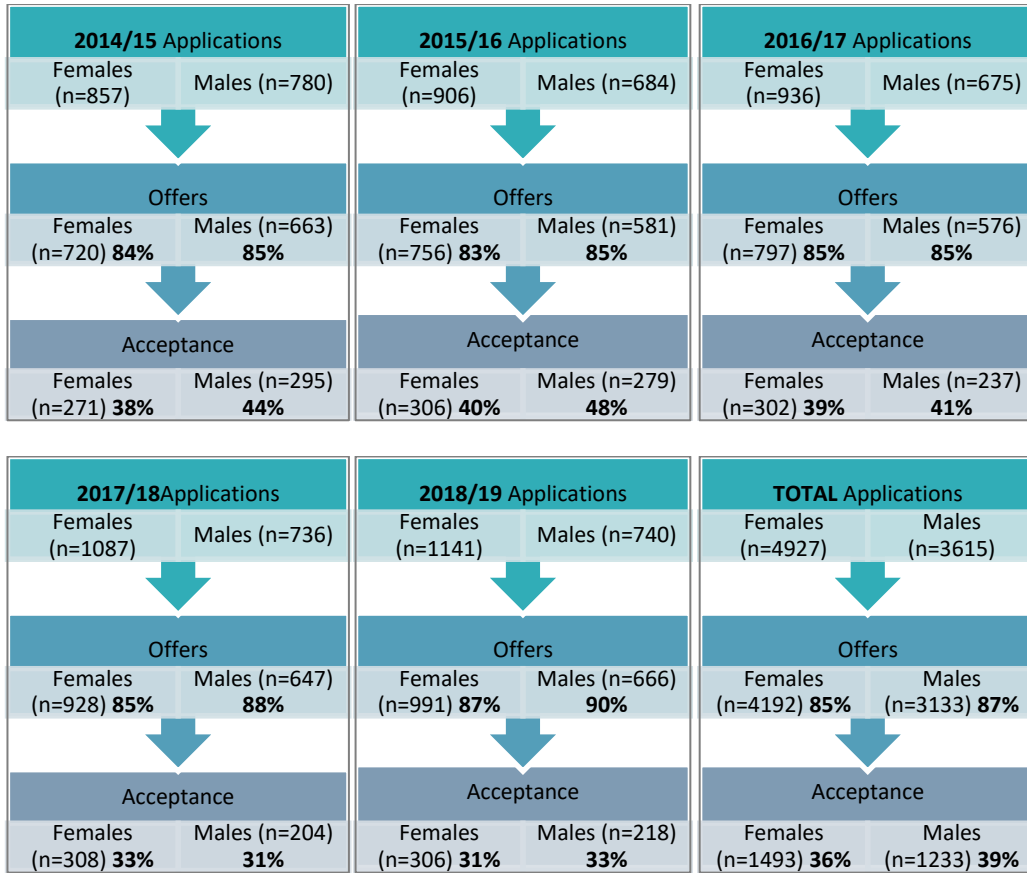 2014/15 Applications
Females
(n=857)
Males (n=780)
Offers
Females
(n=720) 84%
Males (n=663)
85%
Acceptance
Females
(n=271) 38%
Males (n=295)
44%
2015/16 Applications
Females
(n=906)
Males (n=684)
Offers
Females
(n=756) 83%
Males (n=581)
85%
Acceptance
Females
(n=306) 40%
Males (n=279)
48%
2016/17 Applications
Females
(n=936)
Males (n=675)
Offers
Females
(n=797) 85%
Males (n=576)
85%
Acceptance
Females
(n=302) 39%
Males (n=237)
41%
2017/18Applications
Females
(n=1087)
Males (n=736)
Offers
Females
(n=928) 85%
Males (n=647)
88%
Acceptance
Females
(n=308) 33%
Males (n=204)
31%
2018/19 Applications
Females
(n=1141)
Males (n=740)
Offers
Females
(n=991) 87%
Males (n=666)
90%
Acceptance
Females
(n=306) 31%
Males (n=218)
33%
TOTAL Applications
Females
(n=4927)
Males
(n=3615)
Offers
Females
(n=4192) 85%
Males
(n=3133) 87%
Acceptance
Females
(n=1493) 36%
Males
(n=1233) 39%